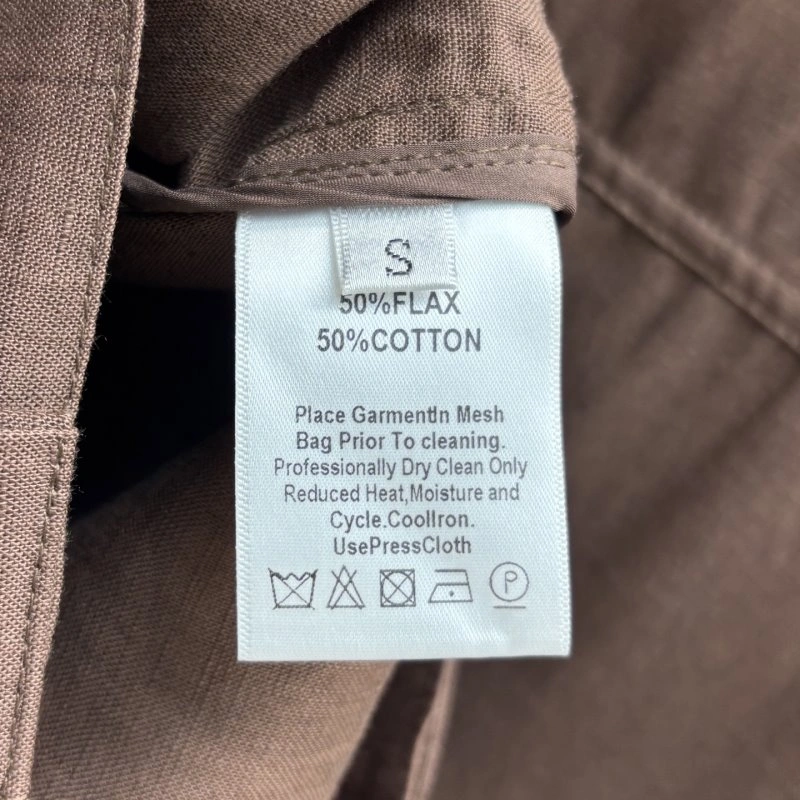 S
50%FLAX
50%COTTON
Place GarmentIn Mesh
Bag Prior To cleaning.
Professionally Dry Clean Only
Reduced Heat,Moisture and
Cycle.CoolIron.
UsePressCloth
P